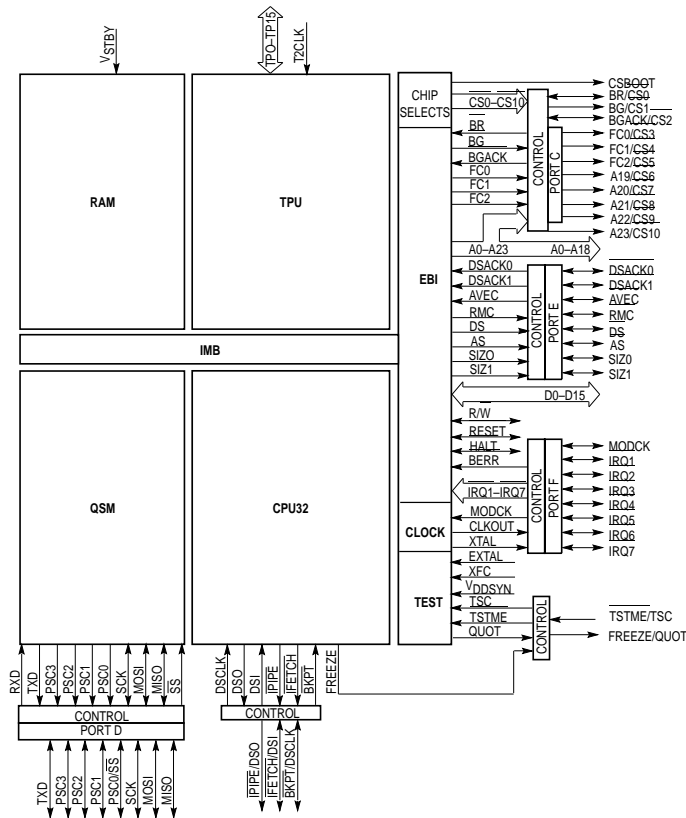 VSTBY
TPO–TP15
T2CLK
RAM
TPU
IMB
QSM
CPU32
CHIP
SELECTS
EBI
CLOCK
TEST
CS0–CS10
BR
BG
BGACK
FC0
FC1
FC2
A0–A23
A0–A18
DSACK0
DSACK1
AVEC
RMC
DS
AS
SIZO
SIZ1
D0–D15
R/W
RESET
HALT
BERR
IRQ1–IRQ7
MODCK
CLKOUT
XTAL
EXTAL
XFC
VDDSYN
TSC
TSTME
QUOT
CONTROL
PORT C
CONTROL
PORT E
CONTROL
PORT F
CONTROL
CSBOOT
BR/CS0
BG/CS1
BGACK/CS2
FC0/CS3
FC1/CS4
FC2/CS5
A19/CS6
A20/CS7
A21/CS8
A22/CS9
A23/CS10
DSACK0
DSACK1
AVEC
RMC
DS
AS
SIZ0
SIZ1
MODCK
IRQ1
IRQ2
IRQ3
IRQ4
IRQ5
IRQ6
IRQ7
TSTME/TSC
FREEZE/QUOT
RXD
TXD
PSC3
PSC2
PSC1
PSC0
SCK
MOSI
MISO
SS
DSCLK
DSO
DSI
IPIPE
IFETCH
BKPT
FREEZE
CONTROL
PORT D
CONTROL
TXD
PSC3
PSC2
PSC1
PSC0/SS
SCK
MOSI
MISO
IPIPE/DSO
IFETCH/DSI
BKPT/DSCLK